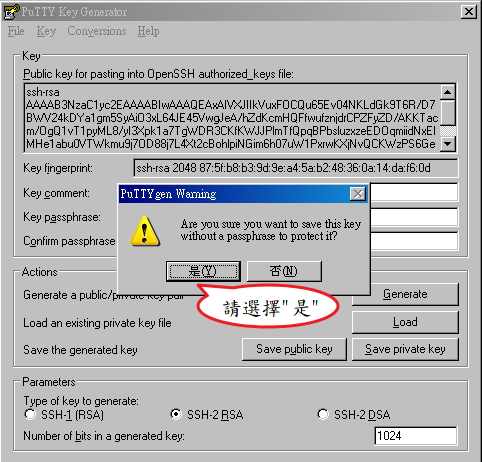 PuTTY Key Generator
File Key Conversions Help
Key
Public key for pasting into OpenSSH authorized_keys file:
ssh-rsa
AAAAB3NzaC1yc2EAAAABIwAAAQEAxAIVXJIIkVuxFOCQu65Ev04NKLdGk9T6R/D7
BWV24kDYa1gm5SyAiO3xL64JE45VwgJeA/hZdKcmHQFfwufznjdrCPZFyZD/AKKTac
m/OgQ1vT1pyML8/yl3Xpk1a7TgWDR3CKfKWJJPlmTfQpqBPbsluzxzeEDOqmiidNxEI
MHe1abu0VTWkmu9j7OD88j7L4Xt2cBohlpiNGim6h07uW1PxrwKXjNvQCKWzPS6Ge
Key fingerprint:
ssh-rsa 2048 87:5f:b8:b3:9d:9e:a4:5a:b2:48:36:0a:14:da:f6:0d
Key comment:
Key passphrase:
Confirm passphrase
PuTTYgen Warning
Are you sure you want to save this key
without a passphrase to protect it?
是(Y) 否(N)
請選擇"是"
Actions
Generate a public/private key pair
Generate
Load an existing private key file
Load
Save the generated key
Save public key
Save private key
Parameters
Type of key to generate:
SSH-1 (RSA) SSH-2 RSA SSH-2 DSA
Number of bits in a generated key:
1024